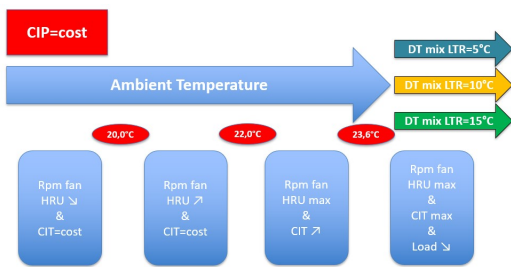 CIP=cost
DT mix LTR=5°C
Ambient Temperature
DT mix LTR=10°C
DT mix LTR=15°C
20,0°C
22,0°C
23,6°C
Rpm fan
HRU ↘
&
CIT=cost
Rpm fan
HRU ↗
&
CIT=cost
Rpm fan
HRU max
&
CIT ↗
Rpm fan
HRU max
&
CIT max
&
Load ↘